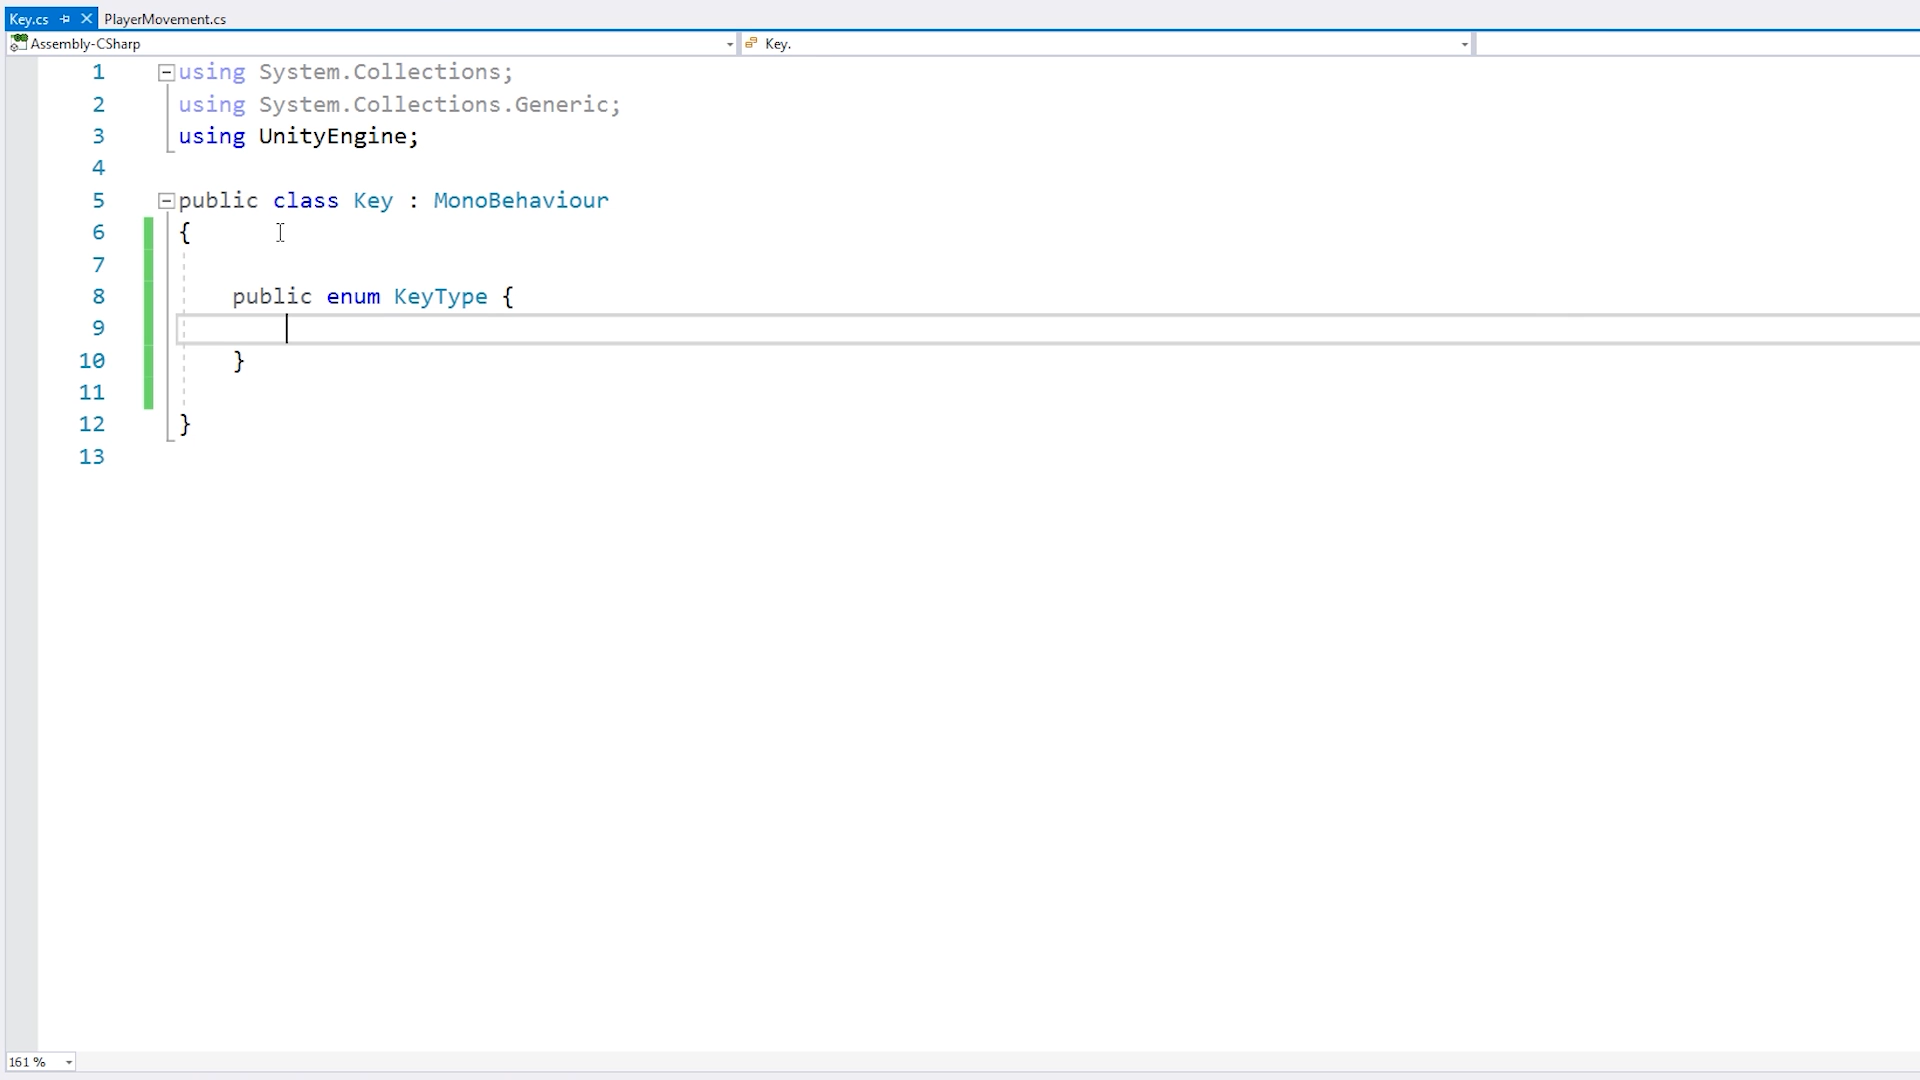 Key.cs PlayerMovement.cs
Assembly-CSharp Key.
1 using System.Collections;
2 using System.Collections.Generic;
3 using UnityEngine;
4
5 public class Key : MonoBehaviour
6 {
7
8 public enum KeyType {
9
10 }
11
12 }
13
161 %